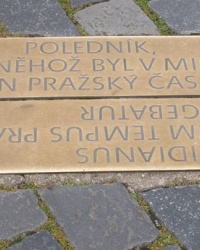 POLEDNÍK,
NĚHOŽ BYL V MI
N PRAŽSKÝ ČAS
IDIANUS
M TEMPUS PRA
GEBATUR